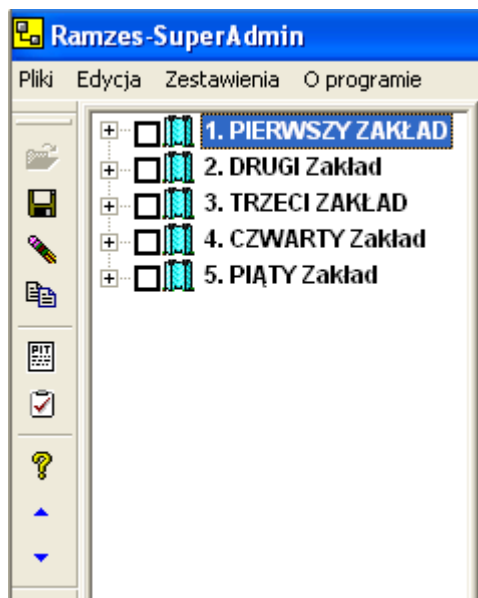 Ramzes-SuperAdmin
Pliki Edycja Zestawienia O programie
1. PIERWSZY ZAKŁAD
2. DRUGI Zakład
3. TRZECI ZAKŁAD
4. CZWARTY Zakład
5. PIĄTY Zakład
PIT